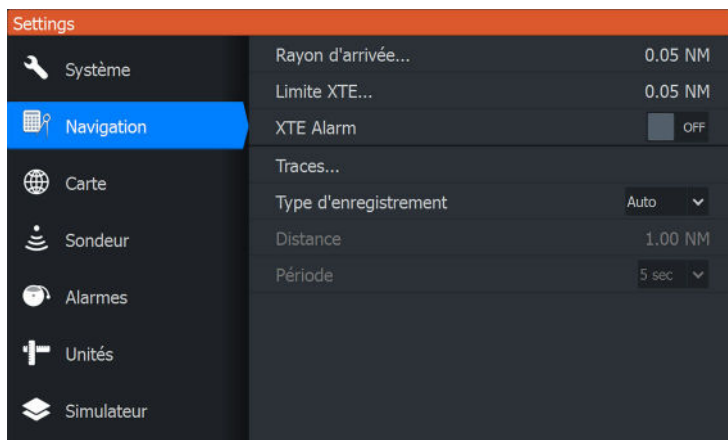 Settings
Système
Navigation
Carte
Sondeur
Alarmes
Unités
Simulateur
Rayon d'arrivée... 0.05 NM
Limite XTE... 0.05 NM
XTE Alarm OFF
Traces...
Type d'enregistrement Auto
Distance 1.00 NM
Période 5 sec